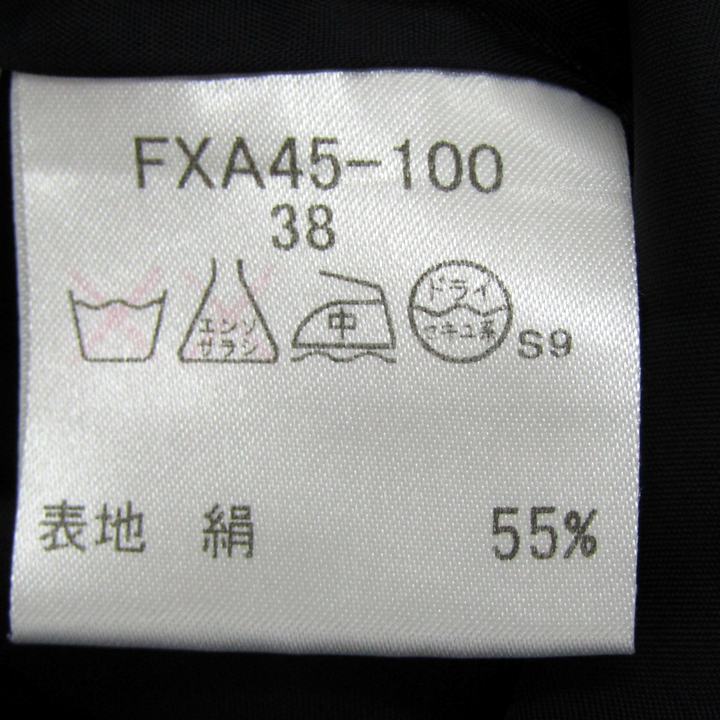 FXA45-100
38
エンソ
サラシ
中
ドライ
セキユ系
S9
表地 絹 55%